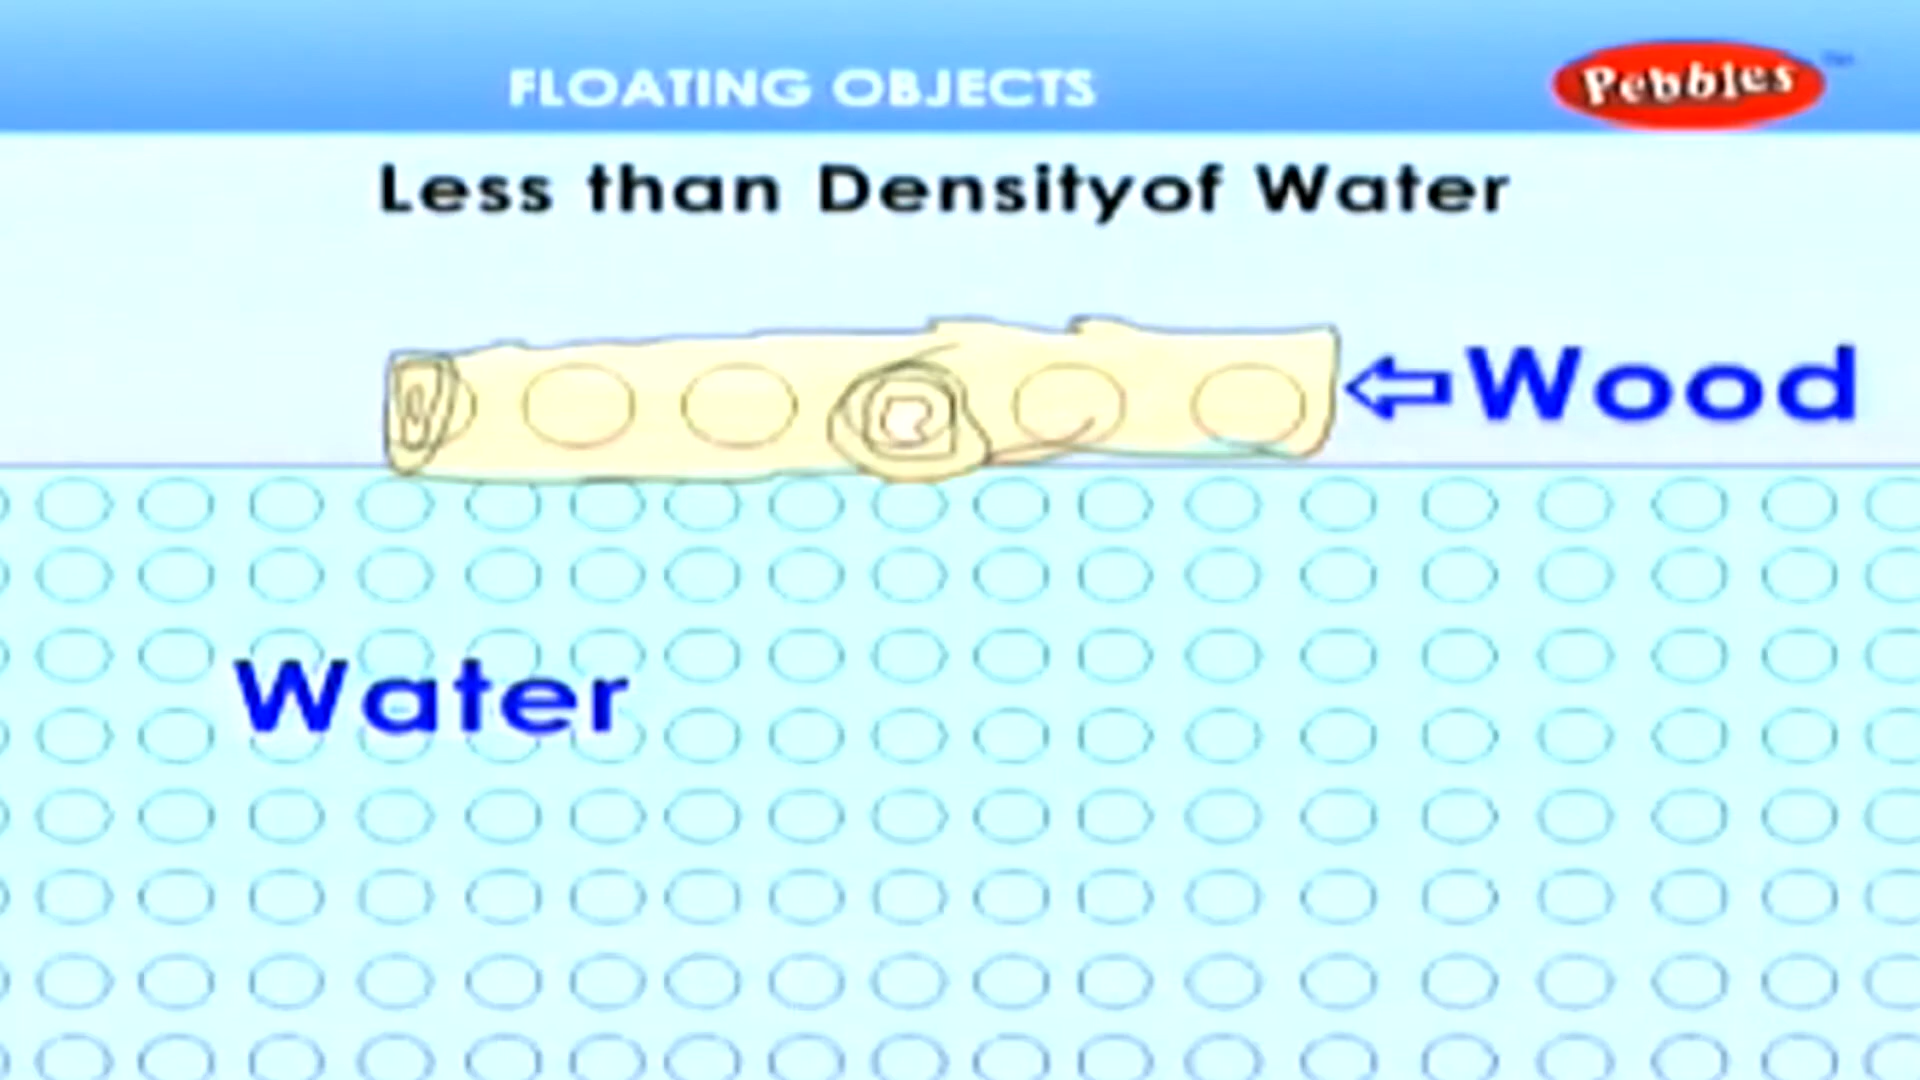 FLOATING OBJECTS
Pebbles
Less than Densityof Water
Wood
Water